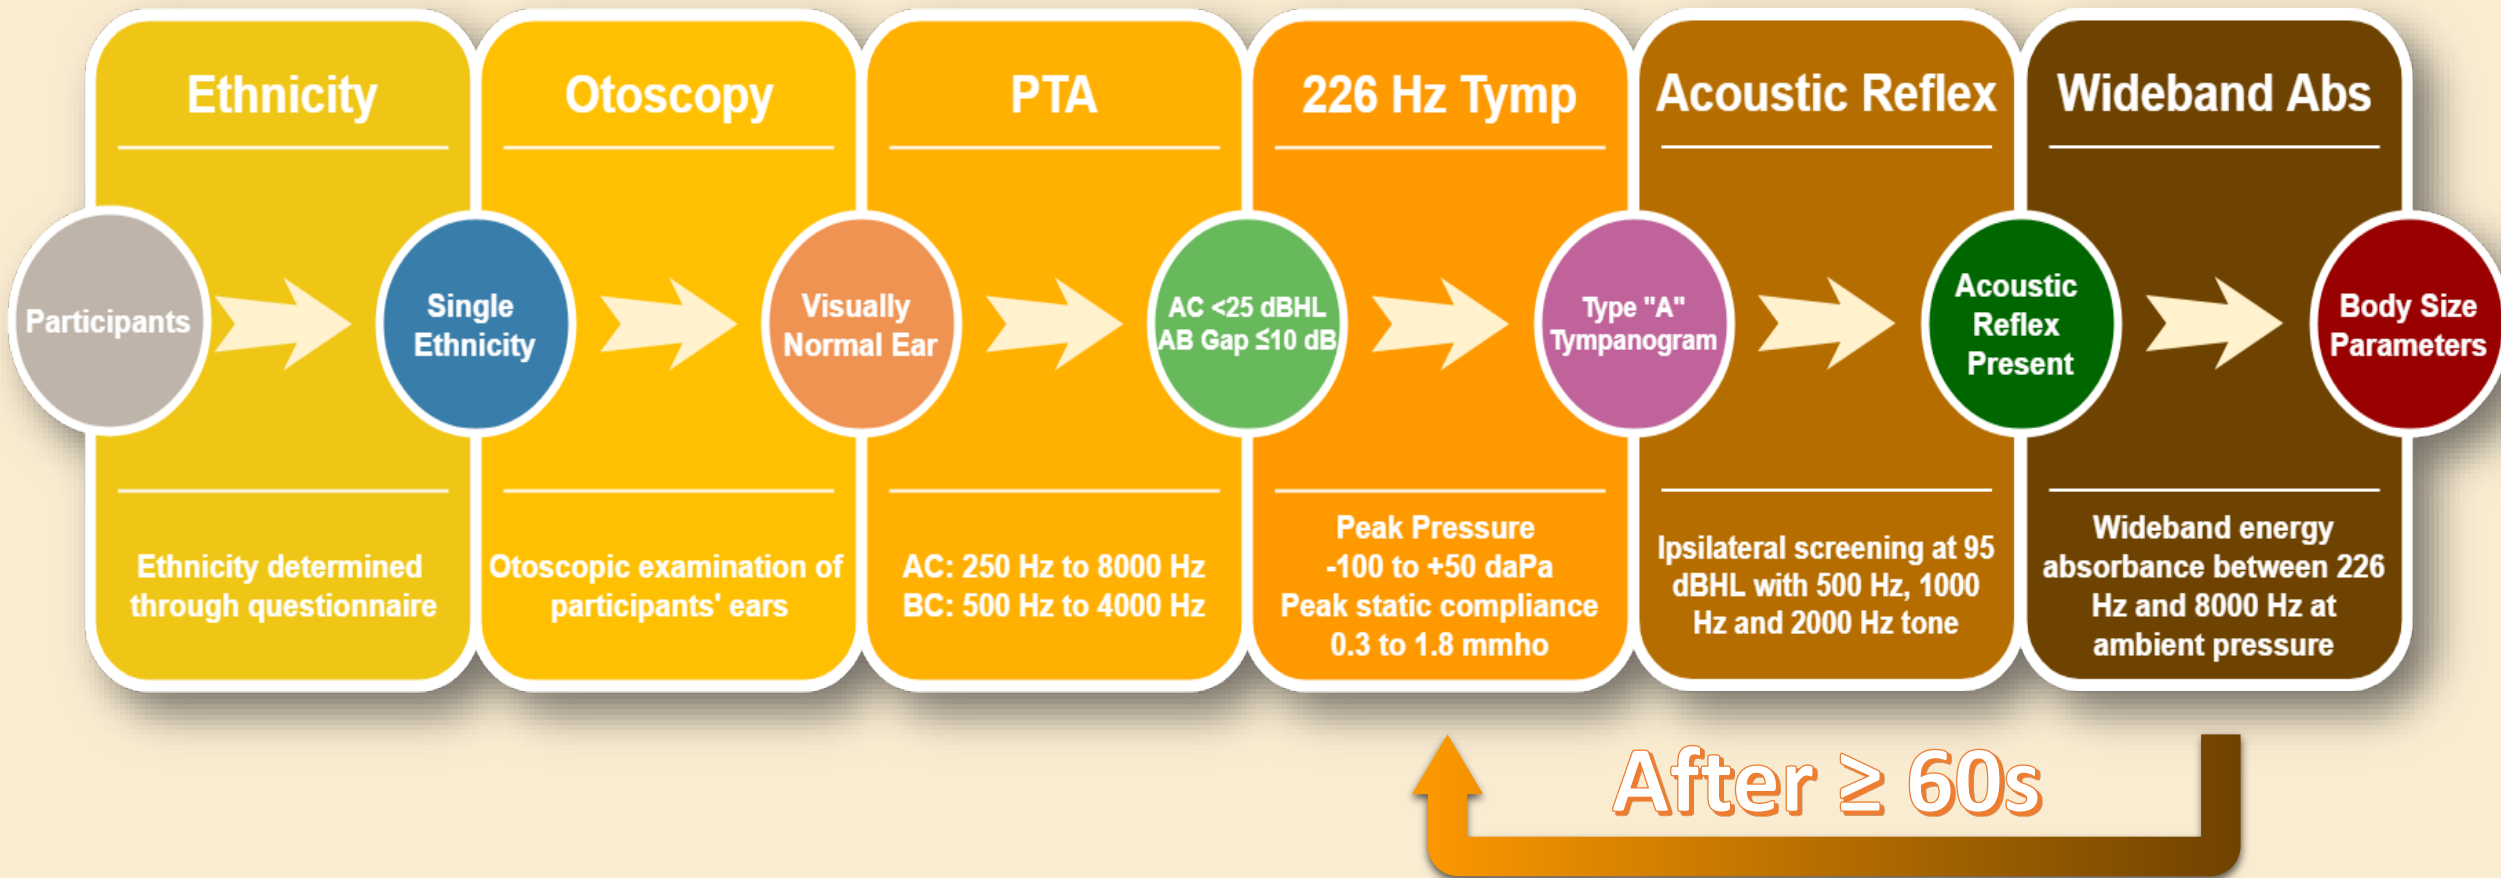 Ethnicity
Otoscopy
PTA
226 Hz Tymp
Acoustic Reflex
Wideband Abs
Participants
Single
Ethnicity
Visually
Normal Ear
AC <25 dBHL
AB Gap ≤10 dB
Type "A"
Tympanogram
Acoustic
Reflex
Present
Body Size
Parameters
Ethnicity determined
through questionnaire
Otoscopic examination of
participants' ears
AC: 250 Hz to 8000 Hz
BC: 500 Hz to 4000 Hz
Peak Pressure
-100 to +50 daPa
Peak static compliance
0.3 to 1.8 mmho
Ipsilateral screening at 95
dBHL with 500 Hz, 1000
Hz and 2000 Hz tone
Wideband energy
absorbance between 226
Hz and 8000 Hz at
ambient pressure
After ≥ 60s